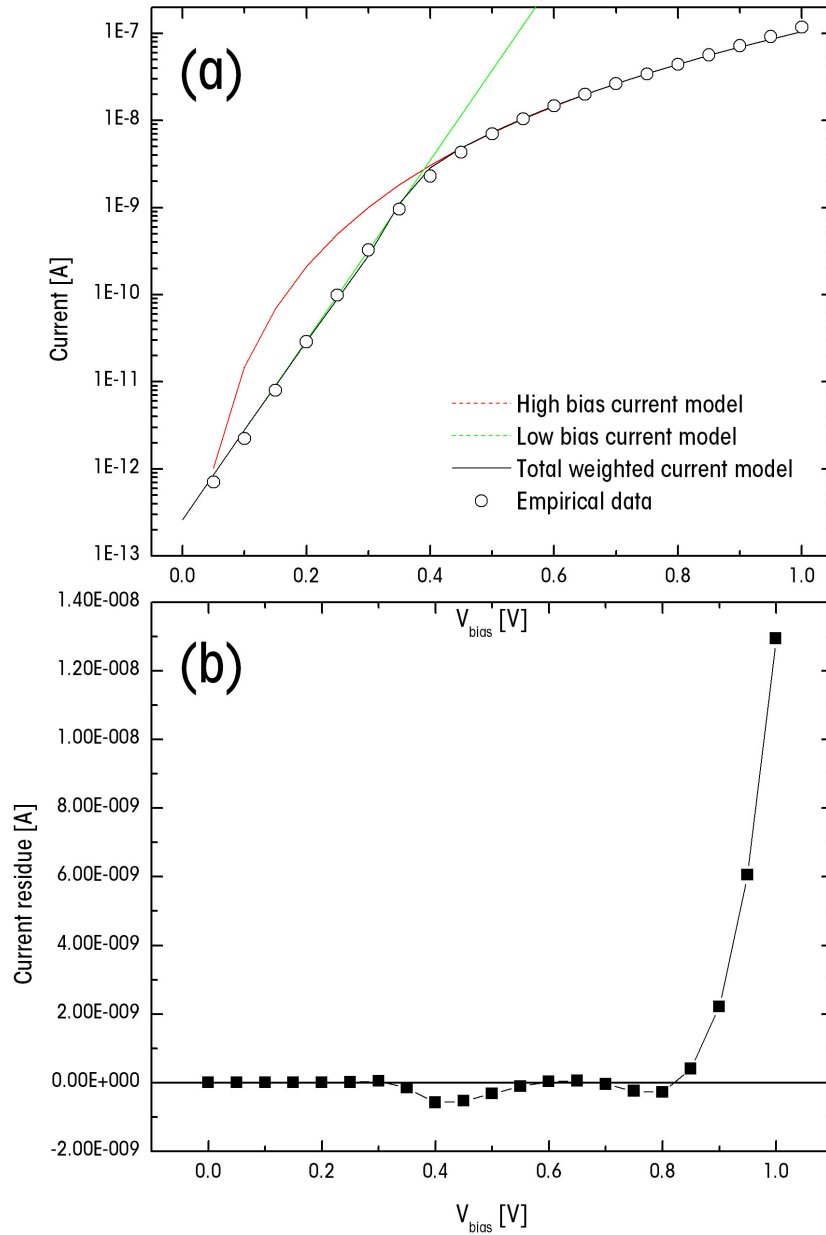 (a)
1E-7
1E-8
1E-9
1E-10
1E-11
1E-12
1E-13
Current [A]
High bias current model
Low bias current model
Total weighted current model
Empirical data
0.0 0.2 0.4 0.6 0.8 1.0
V_bias [V]
(b)
1.40E-008
1.20E-008
1.00E-008
8.00E-009
6.00E-009
4.00E-009
2.00E-009
0.00E+000
-2.00E-009
Current residue [A]
0.0 0.2 0.4 0.6 0.8 1.0
V_bias [V]